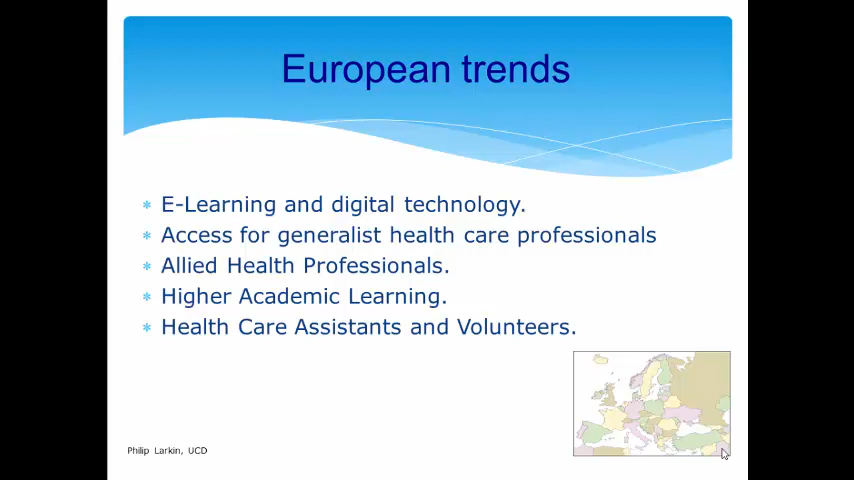 European trends
E-Learning and digital technology.
Access for generalist health care professionals
Allied Health Professionals.
Higher Academic Learning.
Health Care Assistants and Volunteers.
Philip Larkin, UCD